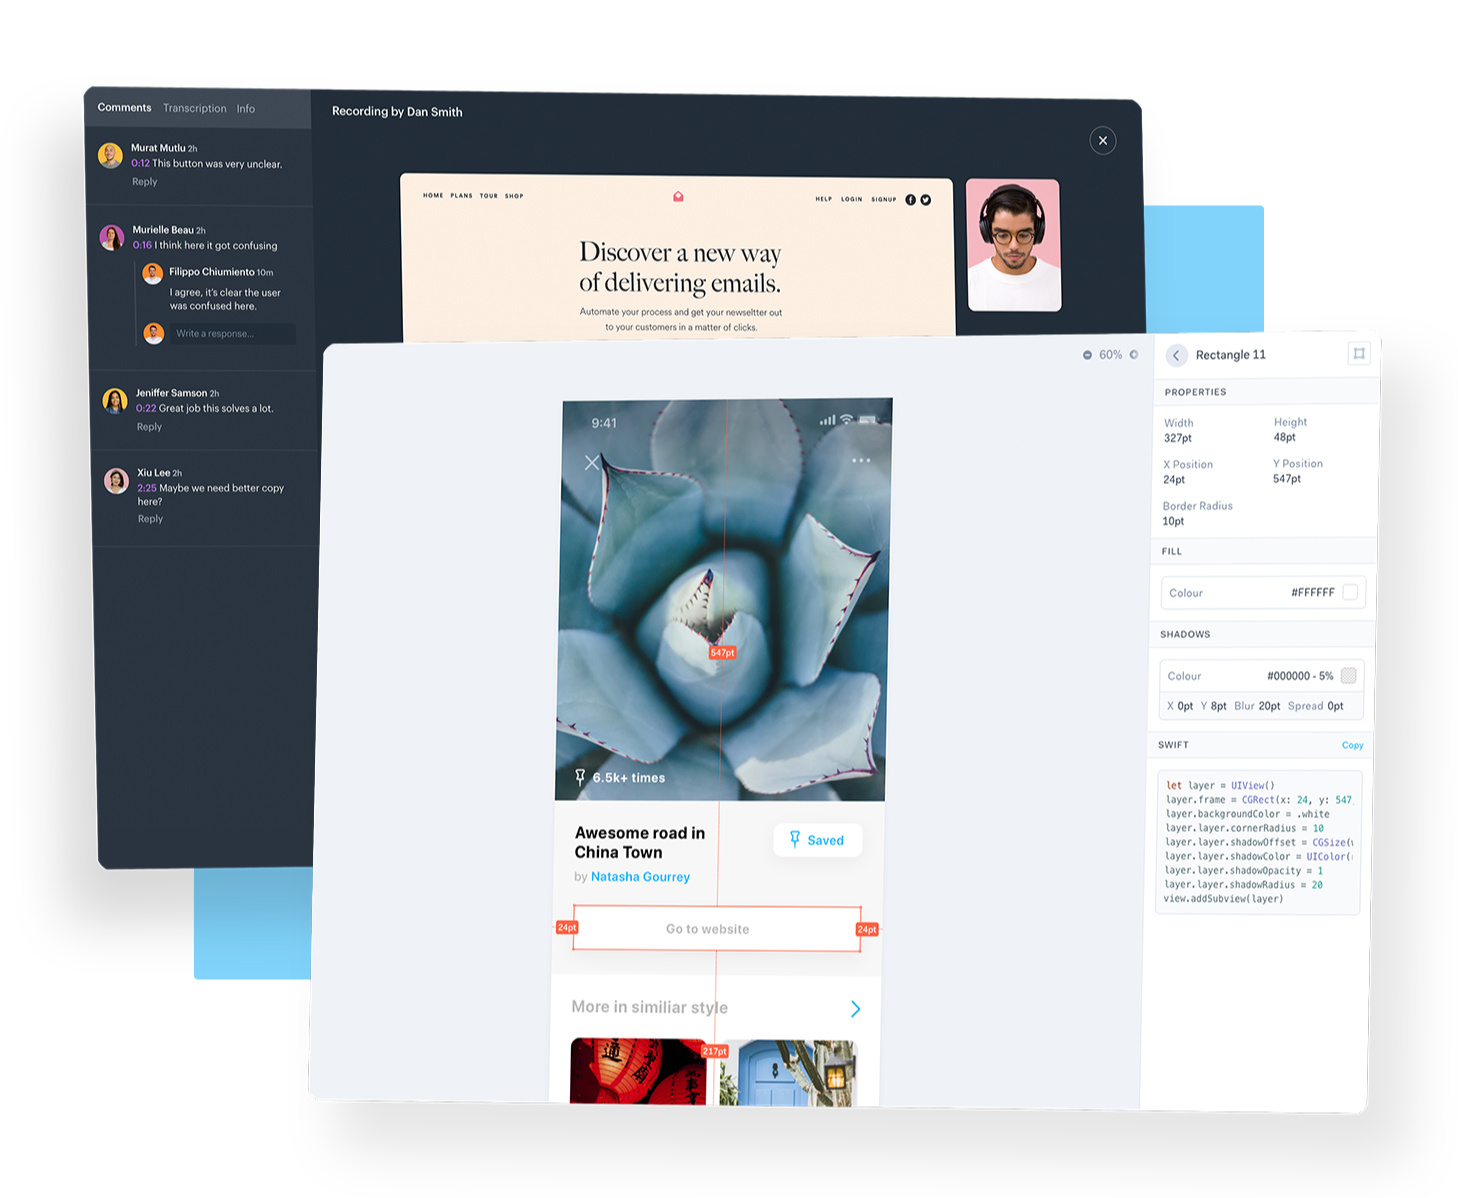 Comments Transcription Info
Murat Mutlu 2h
0:12 This button was very unclear.
Reply
Murielle Beau 2h
0:16 I think here it got confusing
Filippo Chiumiento 10m
I agree, it's clear the user
was confused here.
Write a response...
Jeniffer Samson 2h
0:22 Great job this solves a lot.
Reply
Xiu Lee 2h
2:25 Maybe we need better copy
here?
Reply
Recording by Dan Smith
HOME PLANS TOUR SHOP
HELP LOGIN SIGNUP
Discover a new way
of delivering emails.
Automate your process and get your newseltter out
to your customers in a matter of clicks.
60%
9:41
547pt
6.5k+ times
Awesome road in
China Town
Saved
by Natasha Gourrey
24pt
Go to website
24pt
More in similiar style
217pt
通
Rectangle 11
PROPERTIES
Width Height
327pt 48pt
X Position Y Position
24pt 547pt
Border Radius
10pt
FILL
Colour #FFFFFF
SHADOWS
Colour #000000 - 5%
X 0pt Y 8pt Blur 20pt Spread 0pt
SWIFT Copy
let layer = UIView()
layer.frame = CGRect(x: 24, y: 547
layer.backgroundColor = .white
layer.layer.cornerRadius = 10
layer.layer.shadowOffset = CGSize(
layer.layer.shadowColor = UIColor(
layer.layer.shadowOpacity = 1
layer.layer.shadowRadius = 20
view.addSubview(layer)